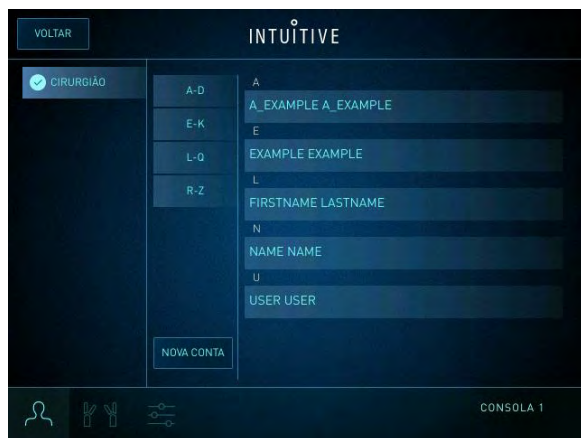 VOLTAR
INTUITIVE
CIRURGIÃO
A-D
E-K
L-Q
R-Z
NOVA CONTA
A
A_EXAMPLE A_EXAMPLE
E
EXAMPLE EXAMPLE
L
FIRSTNAME LASTNAME
N
NAME NAME
U
USER USER
CONSOLA 1